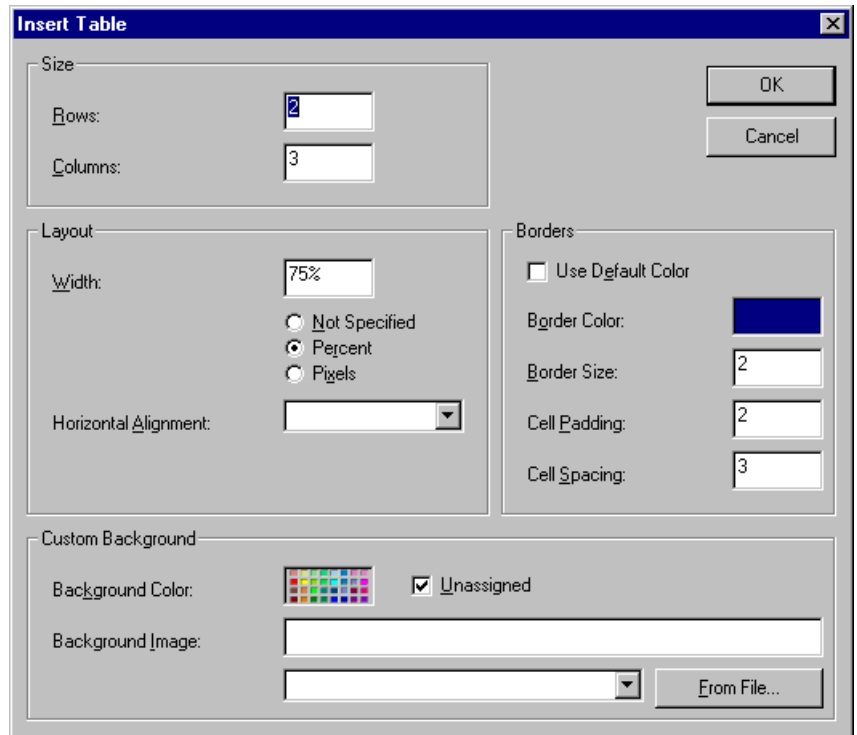 Insert Table
Size
Rows: 2
OK
Columns: 3
Cancel
Layout
Width: 75%
Not Specified
Percent
Pixels
Horizontal Alignment:
Borders
Use Default Color
Border Color:
Border Size: 2
Cell Padding: 2
Cell Spacing: 3
Custom Background
Background Color: Unassigned
Background Image:
From File...